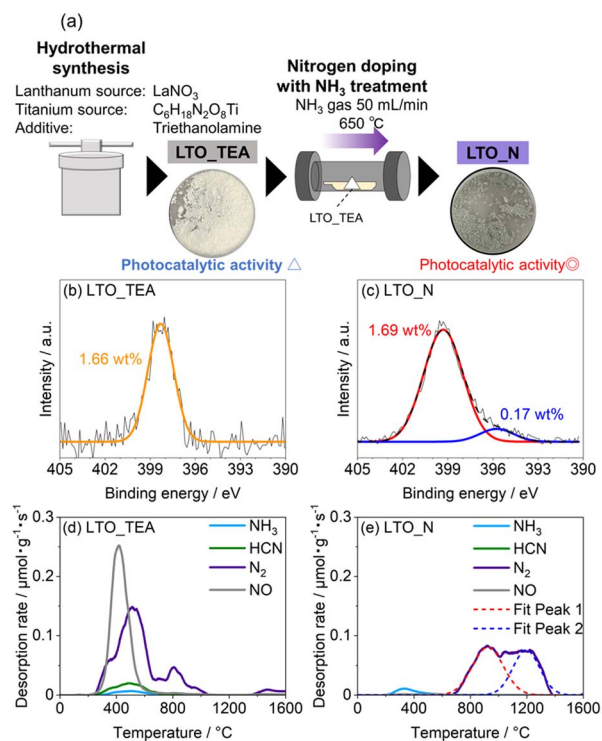 (a)
Hydrothermal
synthesis
Lanthanum source: LaNO₃
Titanium source: C₆H₁₈N₂O₈Ti
Additive: Triethanolamine
LTO_TEA
Photocatalytic activity △
Nitrogen doping
with NH₃ treatment
NH₃ gas 50 mL/min
650 ℃
LTO_TEA
LTO_N
Photocatalytic activity◎
(b) LTO_TEA
Intensity / a.u.
1.66 wt%
405 402 399 396 393 390
Binding energy / eV
(c) LTO_N
Intensity / a.u.
1.69 wt%
0.17 wt%
405 402 399 396 393 390
Binding energy / eV
(d) LTO_TEA
Desorption rate / μmol·g⁻¹·s⁻¹
0.3
0.2
0.1
0
NH₃
HCN
N₂
NO
0 400 800 1200 1600
Temperature / °C
(e) LTO_N
Desorption rate / μmol·g⁻¹·s⁻¹
0.3
0.2
0.1
0
NH₃
HCN
N₂
NO
Fit Peak 1
Fit Peak 2
0 400 800 1200 1600
Temperature / °C